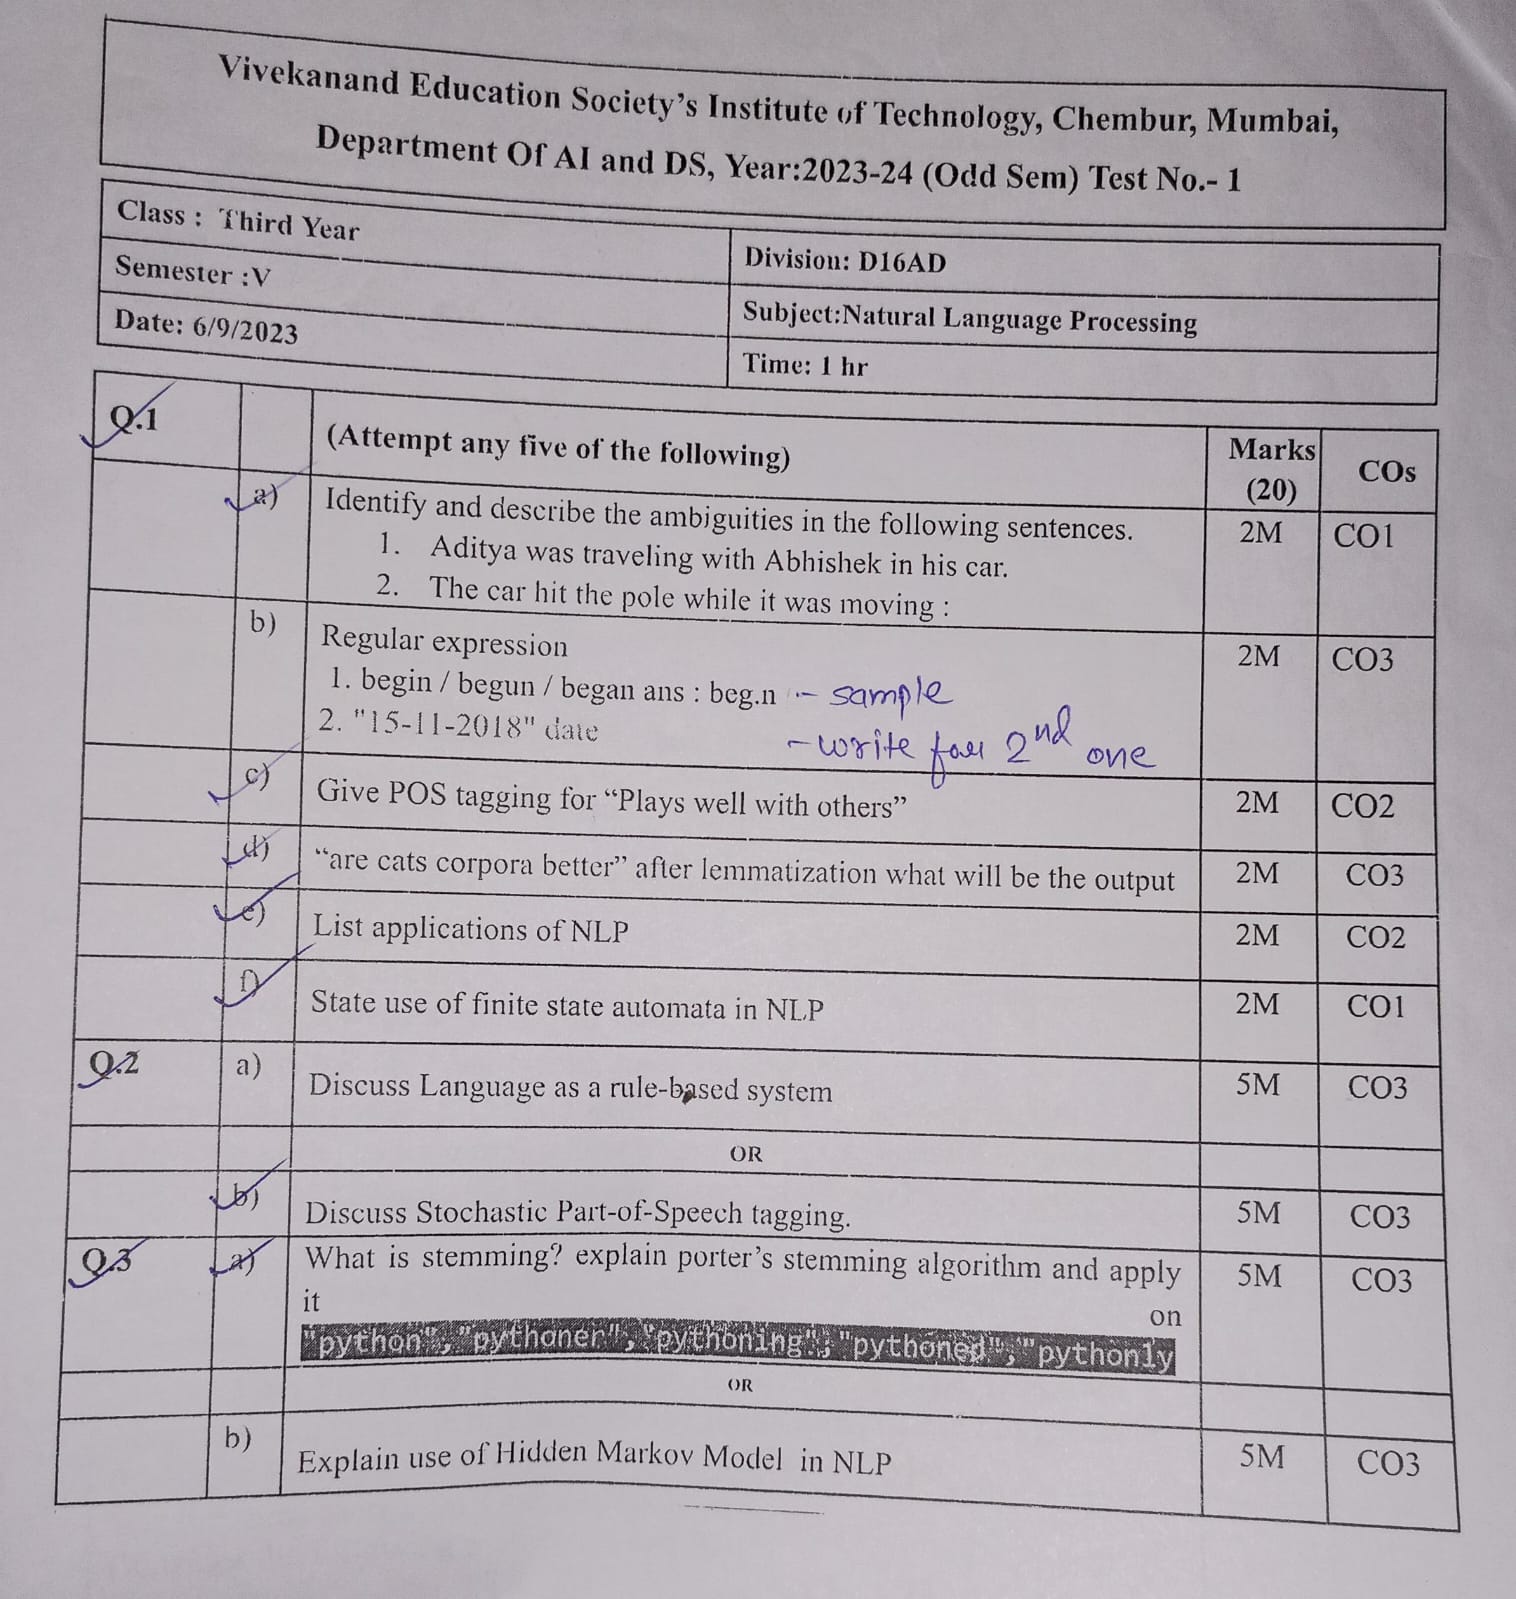 Vivekanand Education Society's Institute of Technology, Chembur, Mumbai,
Department Of AI and DS, Year:2023-24 (Odd Sem) Test No.- 1
Class : Third Year
Division: D16AD
Semester :V
Subject:Natural Language Processing
Date: 6/9/2023
Time: 1 hr
Q.1 (Attempt any five of the following) Marks (20) COs
a) Identify and describe the ambiguities in the following sentences. 2M CO1
1. Aditya was traveling with Abhishek in his car.
2. The car hit the pole while it was moving :
b) Regular expression 2M CO3
1. begin / begun / began ans : beg.n - sample
2. "15-11-2018" date - write for 2nd one
c) Give POS tagging for “Plays well with others” 2M CO2
d) “are cats corpora better” after lemmatization what will be the output 2M CO3
e) List applications of NLP 2M CO2
f) State use of finite state automata in NLP 2M CO1
Q.2 a) Discuss Language as a rule-based system 5M CO3
OR
b) Discuss Stochastic Part-of-Speech tagging. 5M CO3
Q.3 a) What is stemming? explain porter's stemming algorithm and apply 5M CO3
it on
"python", "pythoner", "pythoning", "pythoned", "pythonly
OR
b) Explain use of Hidden Markov Model in NLP 5M CO3